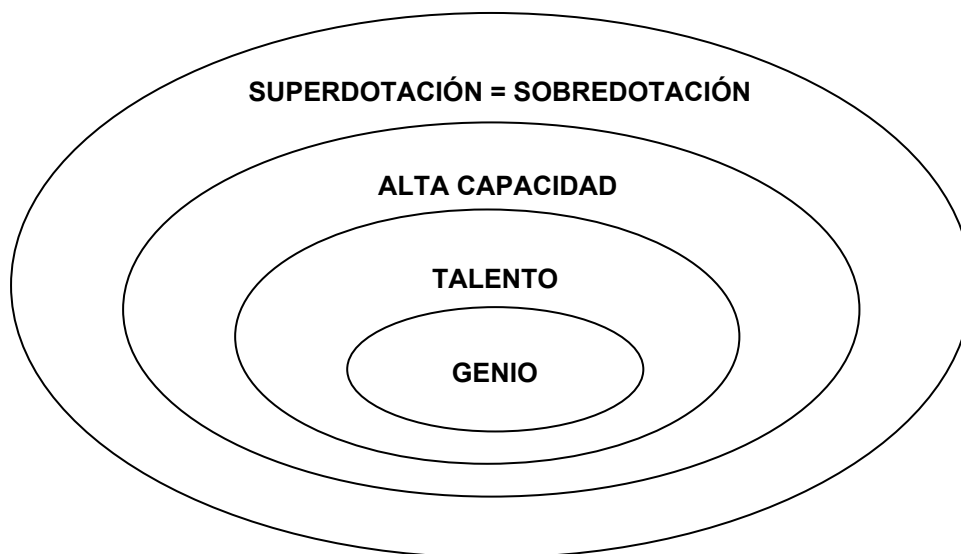 SUPERDOTACIÓN = SOBREDOTACIÓN
ALTA CAPACIDAD
TALENTO
GENIO